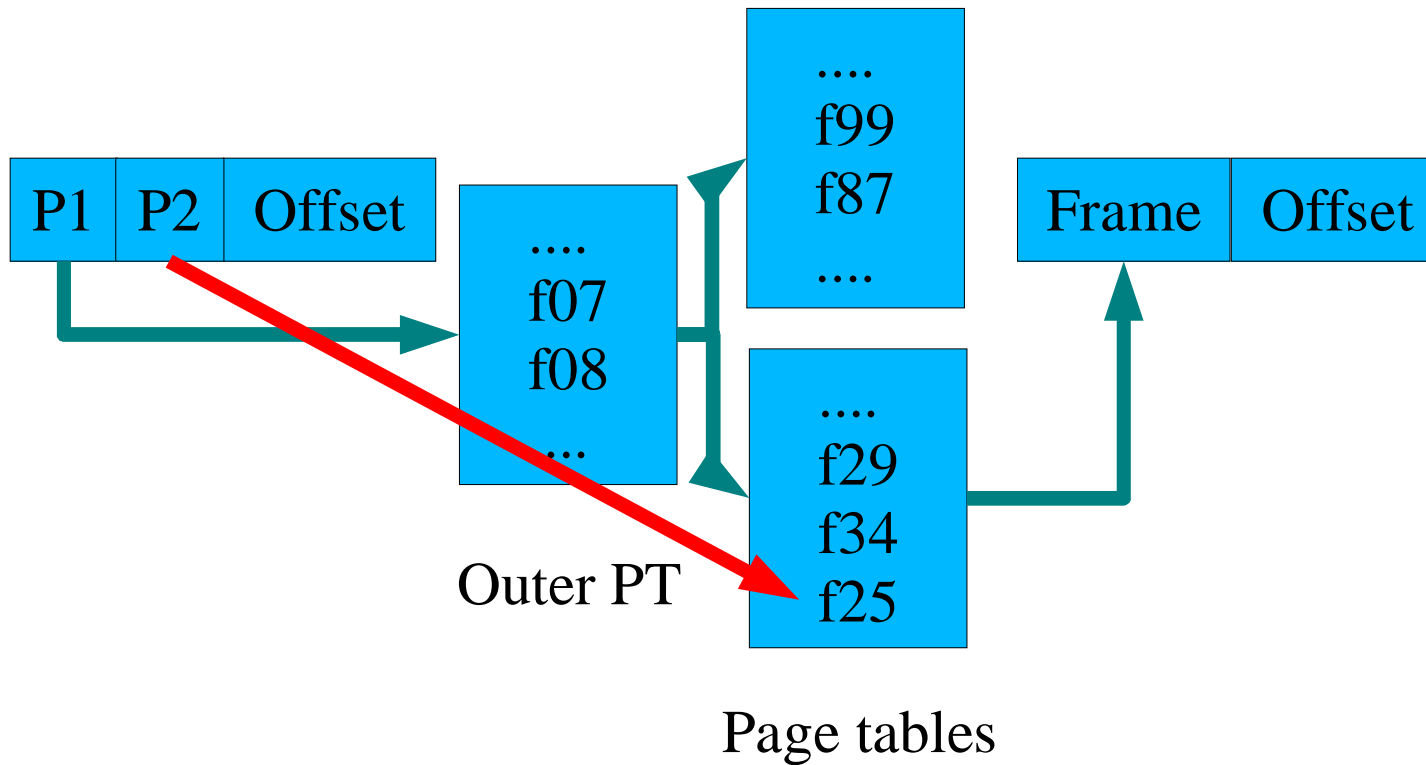 P1 P2 Offset
....
f07
f08
...
Outer PT
....
f99
f87
....
....
f29
f34
f25
Page tables
Frame Offset